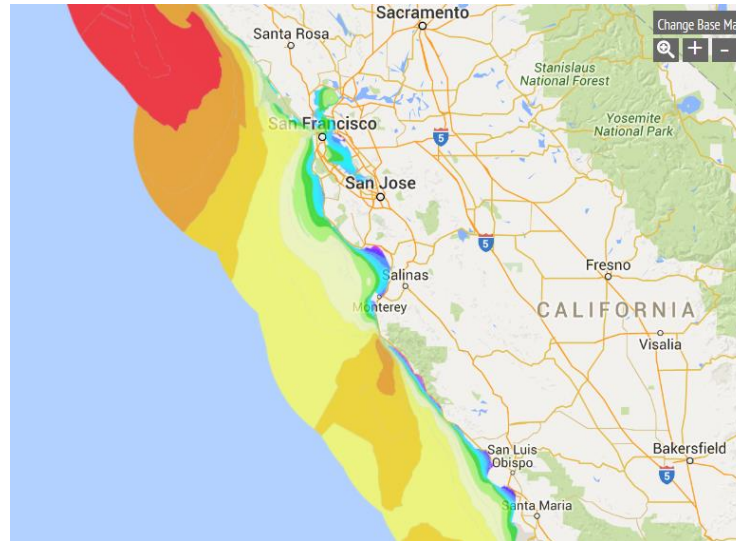 Sacramento
Change Base Ma
Santa Rosa
+ -
Stanislaus
National Forest
Yosemite
National Park
San Francisco
5
San Jose
5
Salinas
Fresno
Monterey
CALIFORNIA
Visalia
San Luis
Obispo
Bakersfield
5
Santa Maria